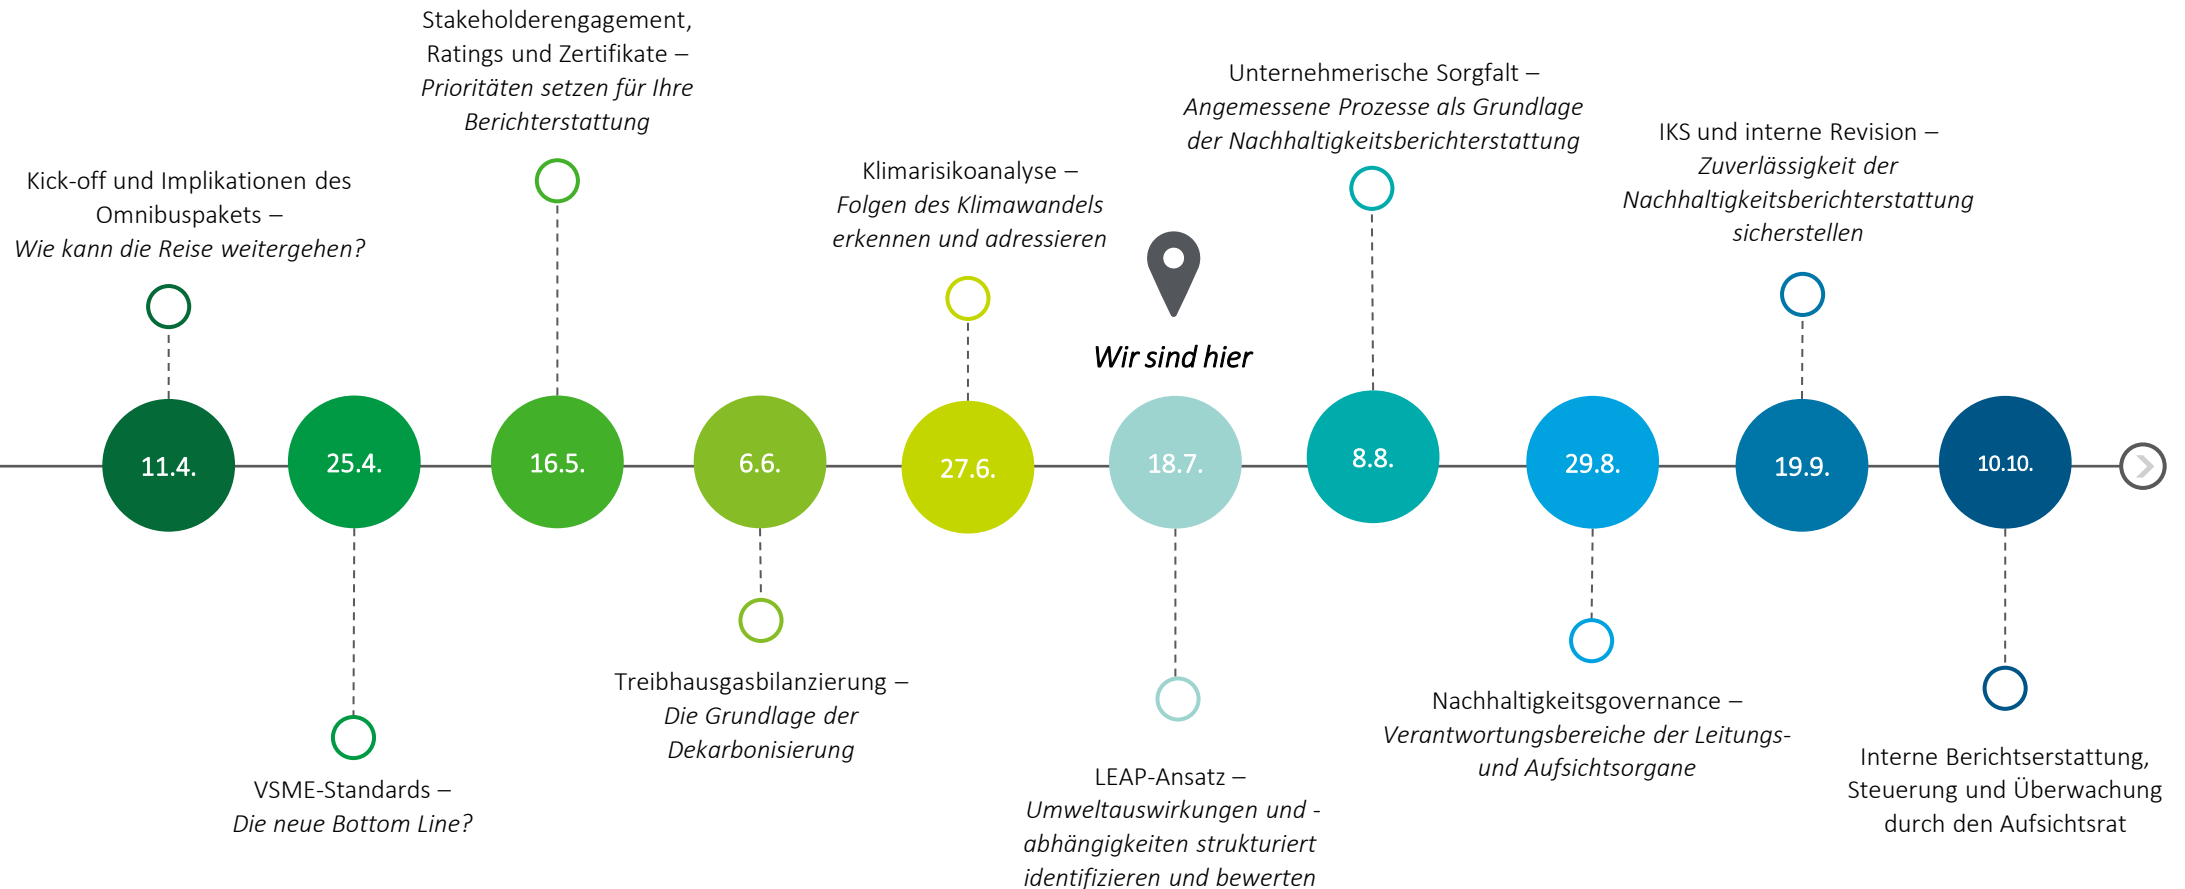 Stakeholderengagement,
Ratings und Zertifikate –
Prioritäten setzen für Ihre
Berichterstattung
Unternehmerische Sorgfalt –
Angemessene Prozesse als Grundlage
der Nachhaltigkeitsberichterstattung
IKS und interne Revision –
Zuverlässigkeit der
Nachhaltigkeitsberichterstattung
sicherstellen
Kick-off und Implikationen des
Omnibuspakets –
Wie kann die Reise weitergehen?
Klimarisikoanalyse –
Folgen des Klimawandels
erkennen und adressieren
Wir sind hier
11.4.
25.4.
16.5.
6.6.
27.6.
18.7.
8.8.
29.8.
19.9.
10.10.
Treibhausgasbilanzierung –
Die Grundlage der
Dekarbonisierung
Nachhaltigkeitsgovernance –
Verantwortungsbereiche der Leitungs-
und Aufsichtsorgane
VSME-Standards –
Die neue Bottom Line?
LEAP-Ansatz –
Umweltauswirkungen und -
abhängigkeiten strukturiert
identifizieren und bewerten
Interne Berichtserstattung,
Steuerung und Überwachung
durch den Aufsichtsrat